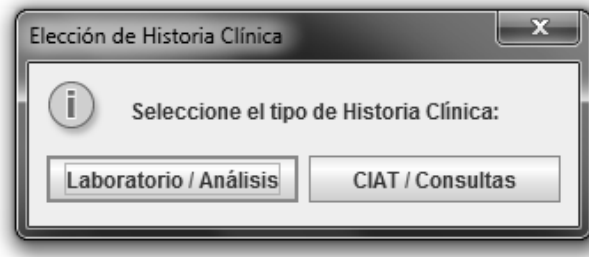 Elección de Historia Clínica
Seleccione el tipo de Historia Clínica:
Laboratorio / Análisis
CIAT / Consultas